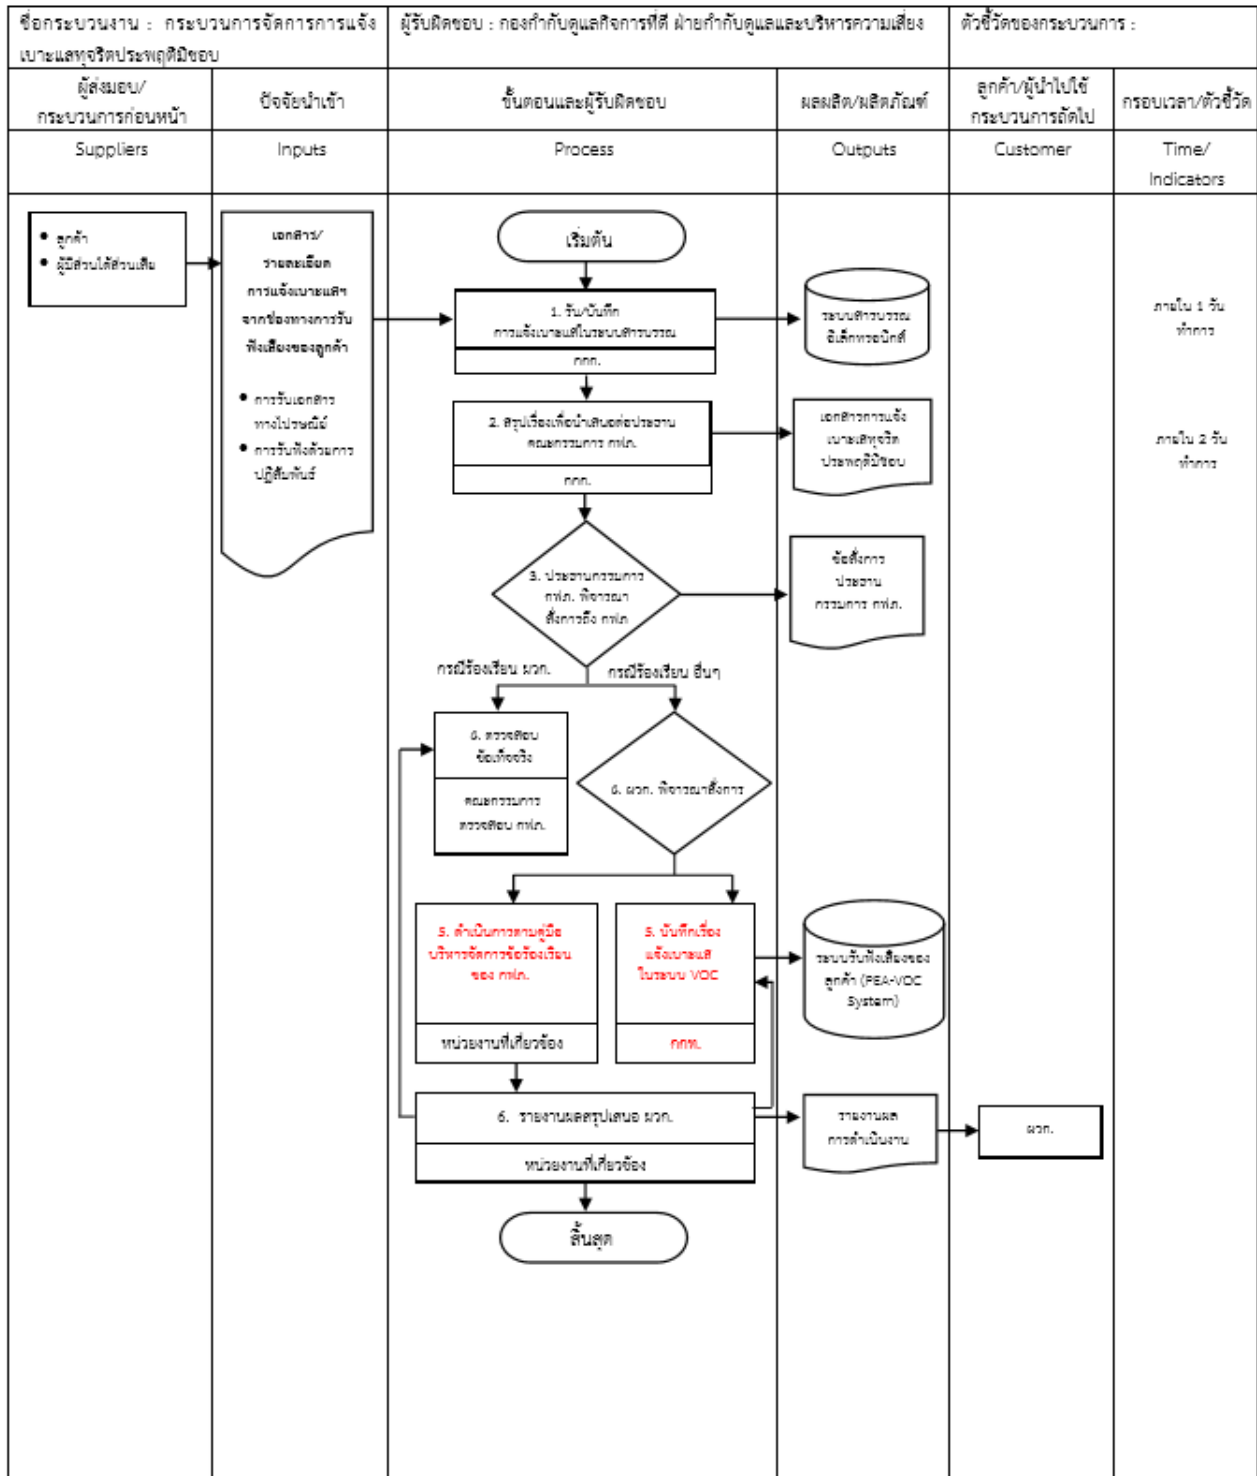 ชื่อกระบวนงาน : กระบวนการจัดการการแจ้ง
เบาะแสทุจริตประพฤติมิชอบ
ผู้รับผิดชอบ : กองกำกับดูแลกิจการที่ดี ฝ่ายกำกับดูแลและบริหารความเสี่ยง
ตัวชี้วัดของกระบวนการ :
ผู้ส่งมอบ/
กระบวนการก่อนหน้า
ปัจจัยนำเข้า
ขั้นตอนและผู้รับผิดชอบ
ผลผลิต/ผลิตภัณฑ์
ลูกค้า/ผู้นำไปใช้
กระบวนการถัดไป
กรอบเวลา/ตัวชี้วัด
Suppliers
Inputs
Process
Outputs
Customer
Time/
Indicators
• ลูกค้า
• ผู้มีส่วนได้ส่วนเสีย
เอกสาร/
รายละเอียด
การแจ้งเบาะแสฯ
จากช่องทางการรับ
ฟังเสียงของลูกค้า
• การรับเอกสาร
ทางไปรษณีย์
• การรับฟังด้วยการ
ปฏิสัมพันธ์
เริ่มต้น
1. รับ/บันทึก
การแจ้งเบาะแสในระบบสารบรรณ
กกก.
ระบบสารบรรณ
อิเล็กทรอนิกส์
ภายใน 1 วัน
ทำการ
2. สรุปเรื่องเพื่อนำเสนอต่อประธาน
คณะกรรมการ กฟภ.
กกก.
เอกสารการแจ้ง
เบาะแสทุจริต
ประพฤติมิชอบ
ภายใน 2 วัน
ทำการ
3. ประธานกรรมการ
กฟภ. พิจารณา
สั่งการถึง กฟภ
ข้อสั่งการ
ประธาน
กรรมการ กฟภ.
กรณีร้องเรียน ผวก.
กรณีร้องเรียน อื่นๆ
ตรวจสอบ
ข้อเท็จจริง
คณะกรรมการ
ตรวจสอบ กฟภ.
ผวก. พิจารณาสั่งการ
5. ดำเนินการตามคู่มือ
บริหารจัดการข้อร้องเรียน
ของ กฟภ.
หน่วยงานที่เกี่ยวข้อง
5. บันทึกเรื่อง
แจ้งเบาะแส
ในระบบ VOC
กกท.
ระบบรับฟังเสียงของ
ลูกค้า (PEA-VOC
System)
6. รายงานผลสรุปเสนอ ผวก.
หน่วยงานที่เกี่ยวข้อง
รายงานผล
การดำเนินงาน
ผวก.
สิ้นสุด